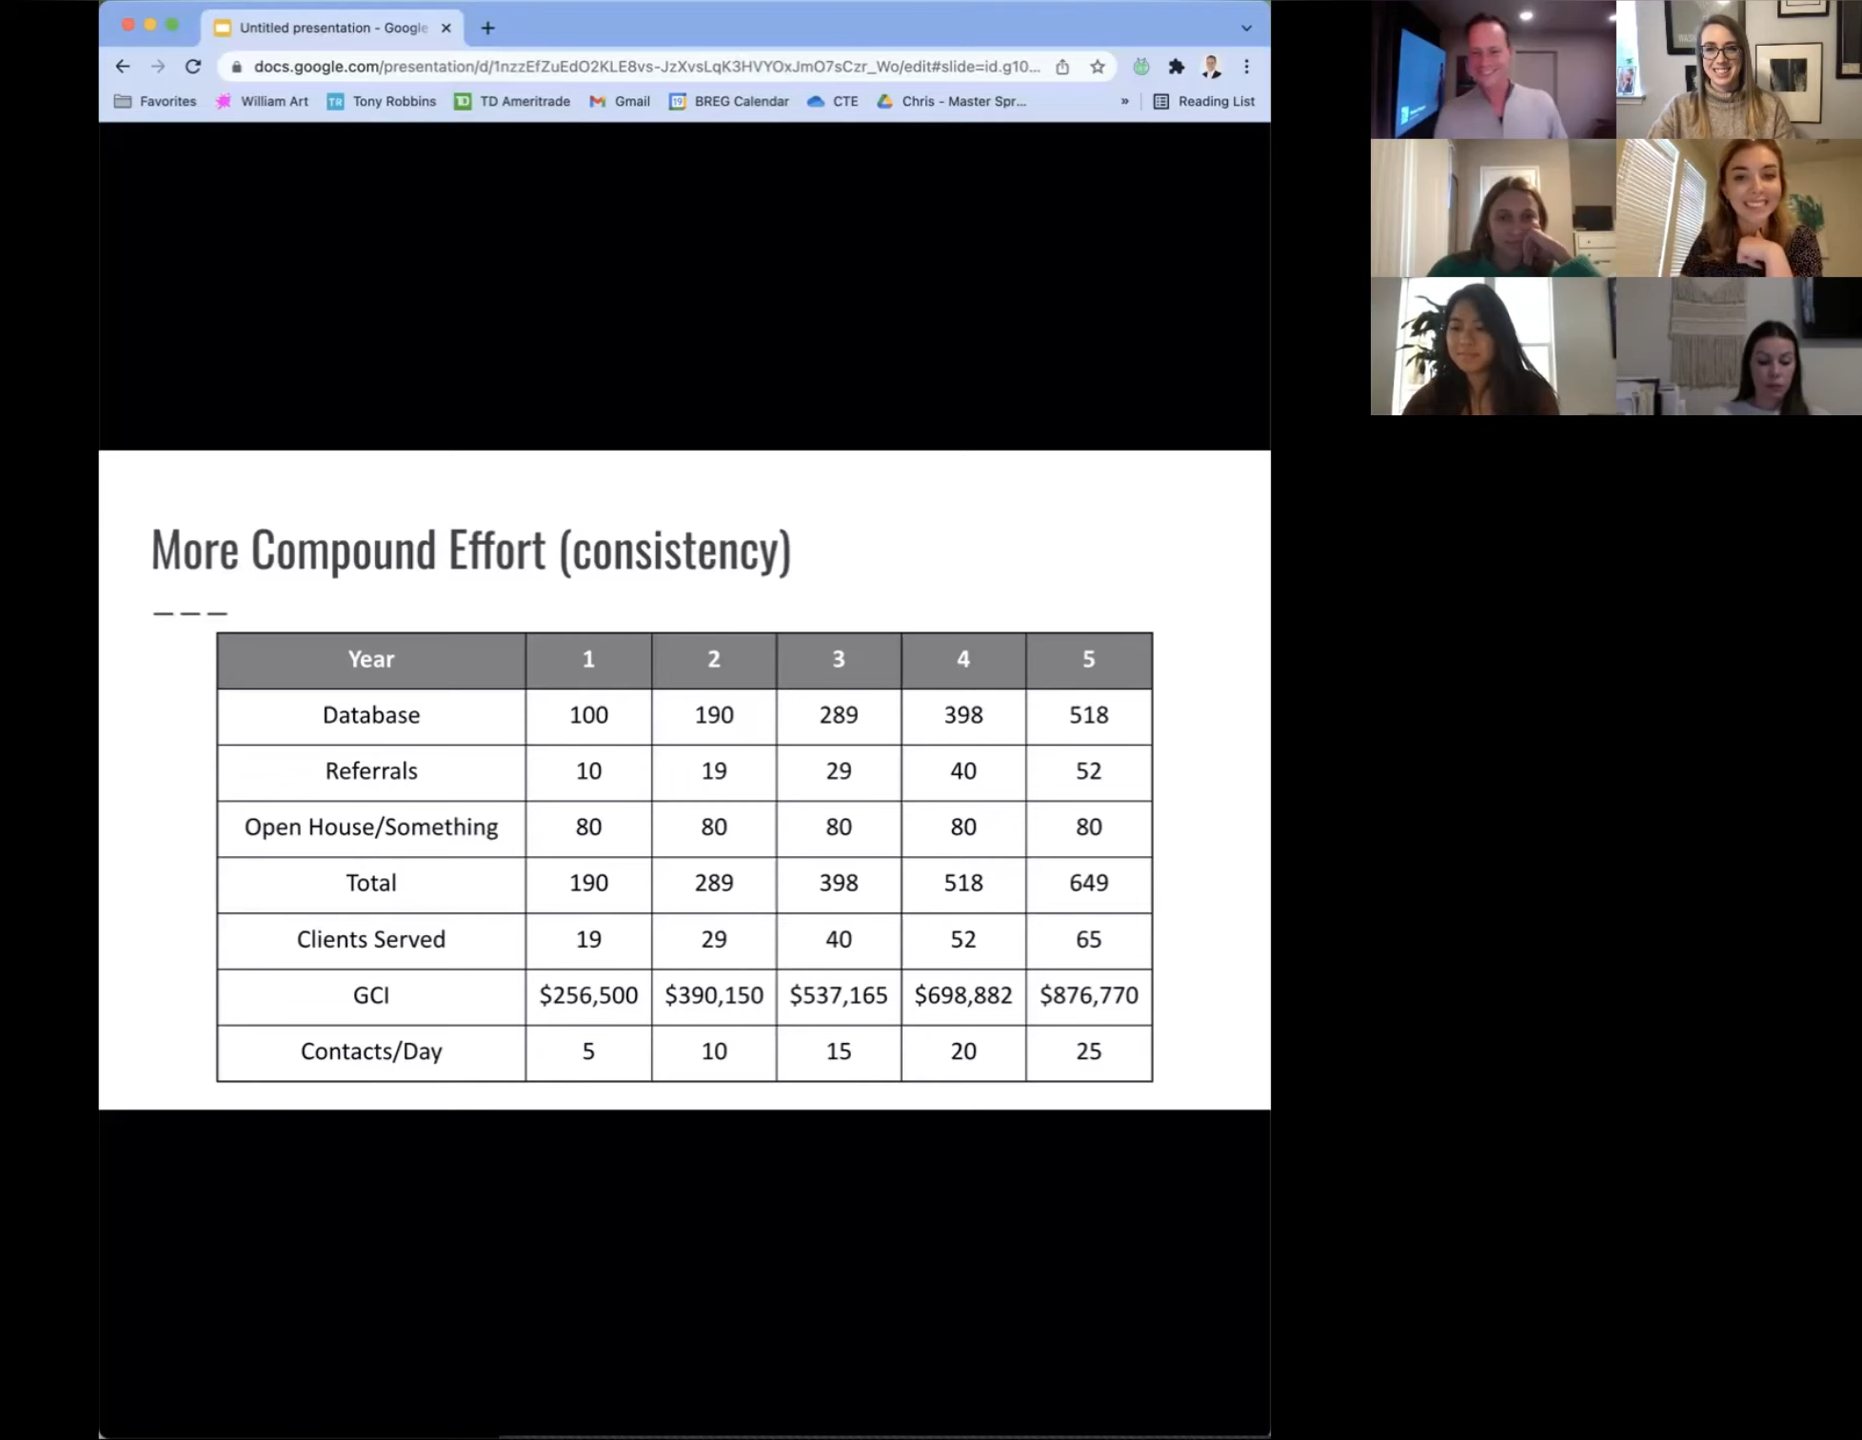 Untitled presentation - Google
docs.google.com/presentation/d/1nzzEfZuEdO2KLE8vs-JzXvsLqK3HVYOxJmO7sCzr_Wo/edit#slide=id.g10...
Favorites William Art TR Tony Robbins TD TD Ameritrade Gmail 19 BREG Calendar CTE Chris - Master Spr... » Reading List
More Compound Effort (consistency)
Year 1 2 3 4 5
Database 100 190 289 398 518
Referrals 10 19 29 40 52
Open House/Something 80 80 80 80 80
Total 190 289 398 518 649
Clients Served 19 29 40 52 65
GCI $256,500 $390,150 $537,165 $698,882 $876,770
Contacts/Day 5 10 15 20 25